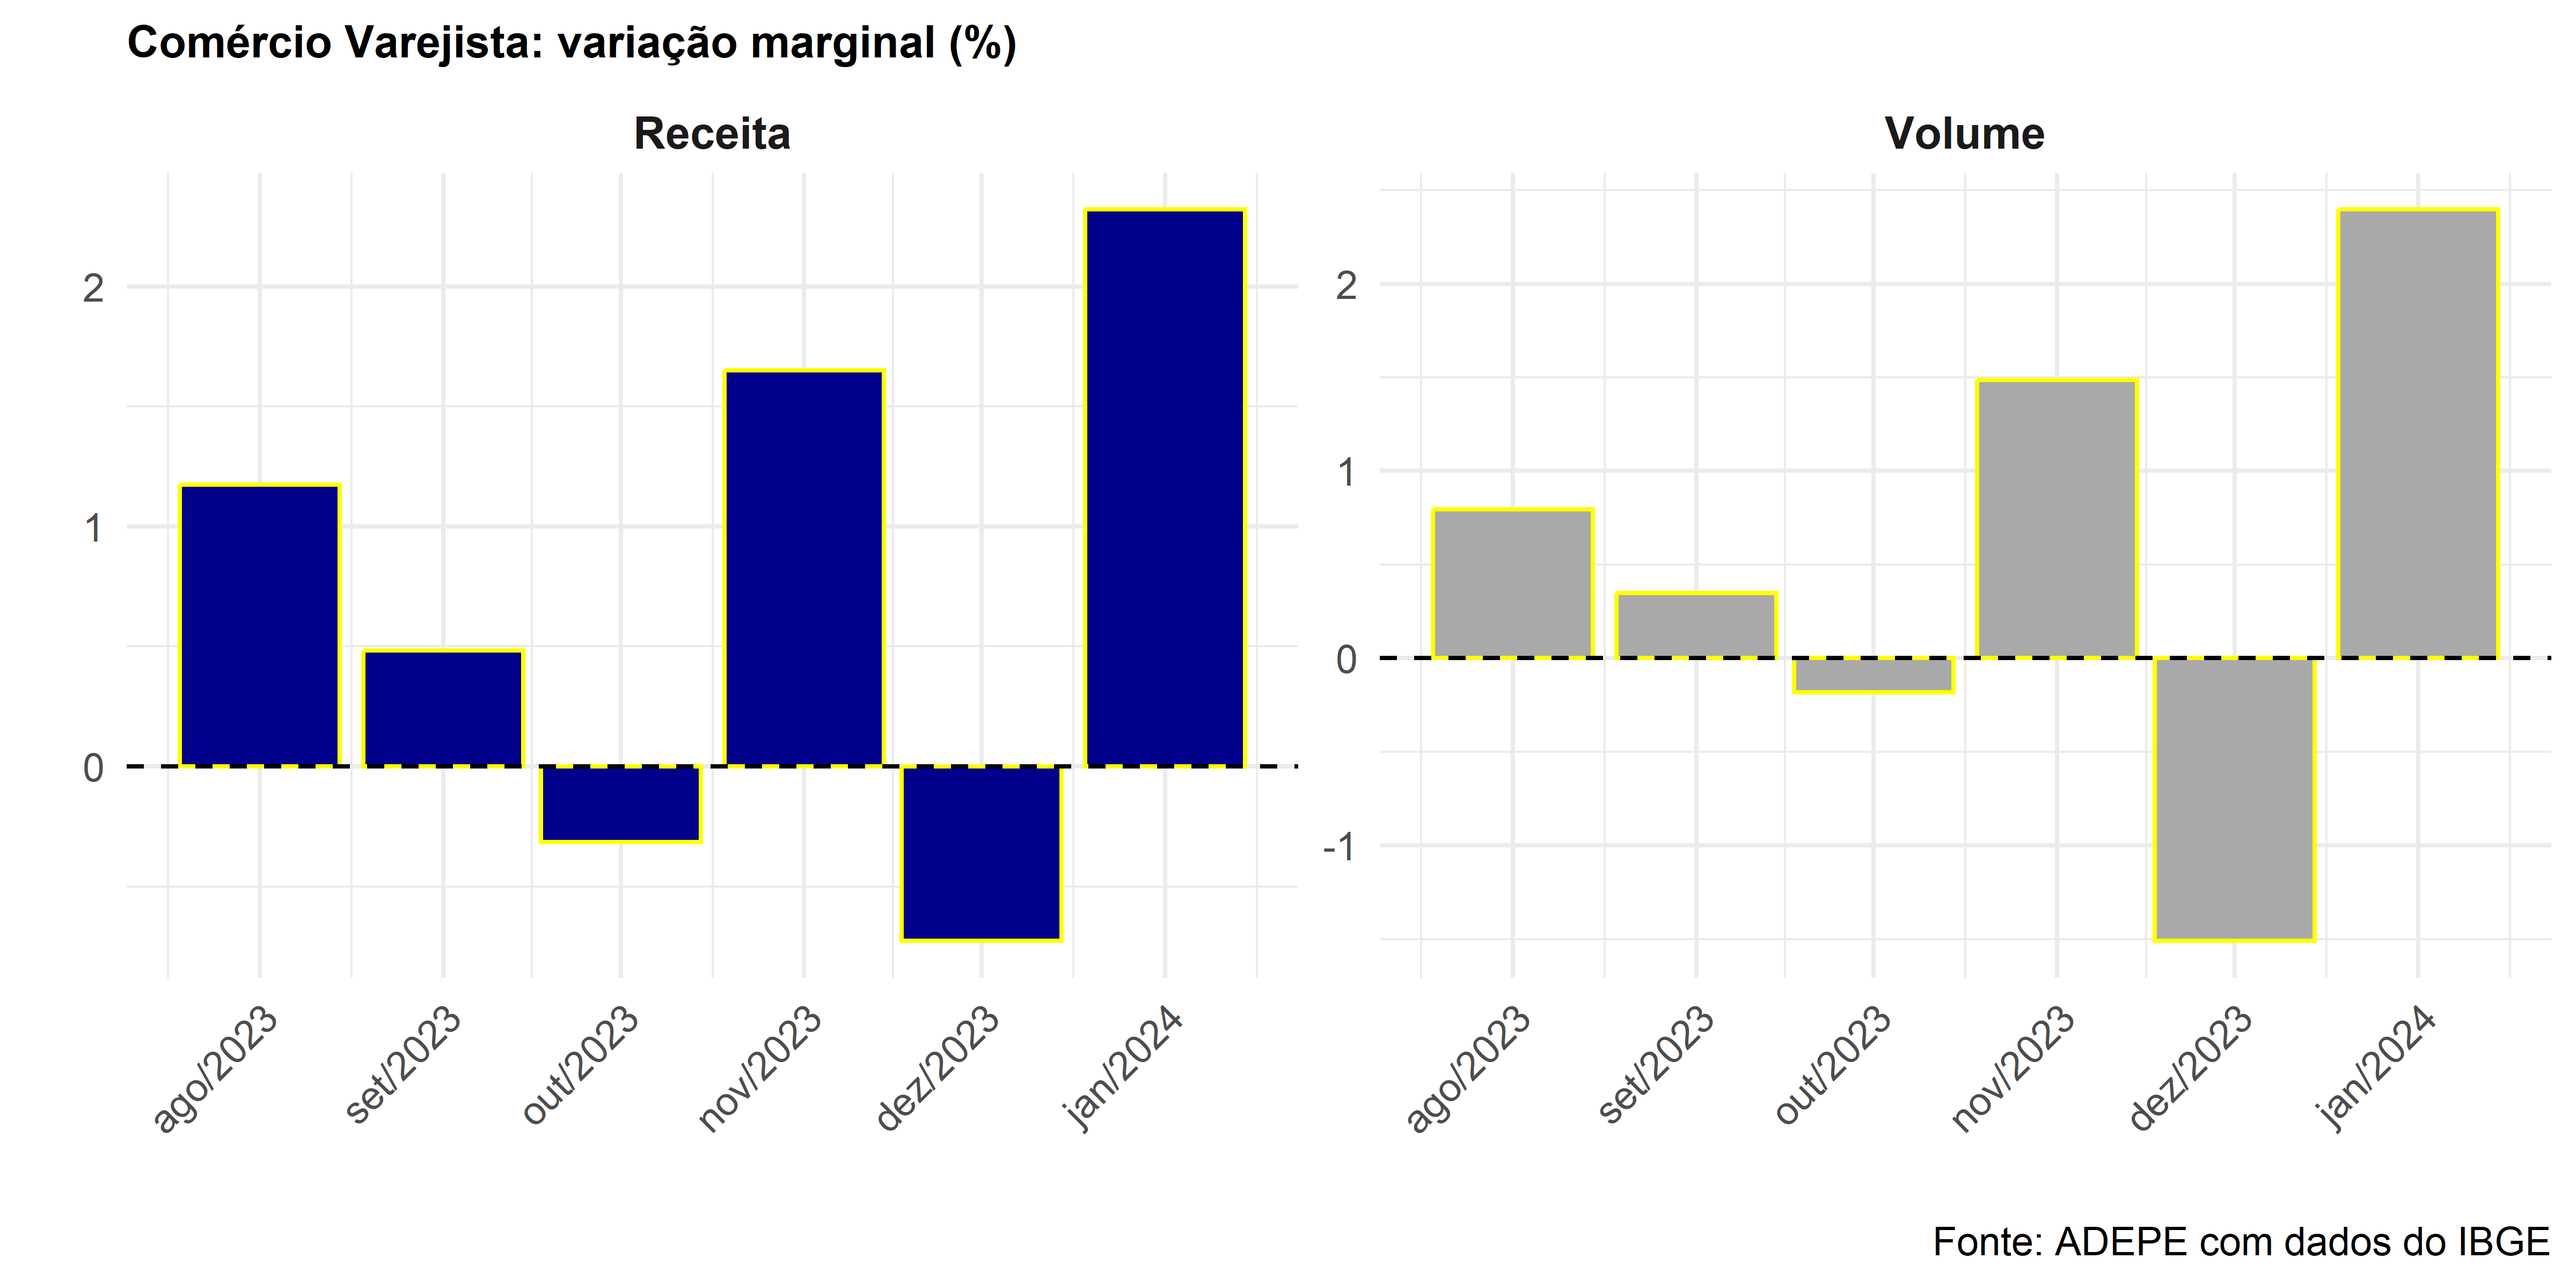 Comércio Varejista: variação marginal (%)
Receita
2
1
0
ago/2023
set/2023
out/2023
nov/2023
dez/2023
jan/2024
Volume
2
1
0
-1
ago/2023
set/2023
out/2023
nov/2023
dez/2023
jan/2024
Fonte: ADEPE com dados do IBGE